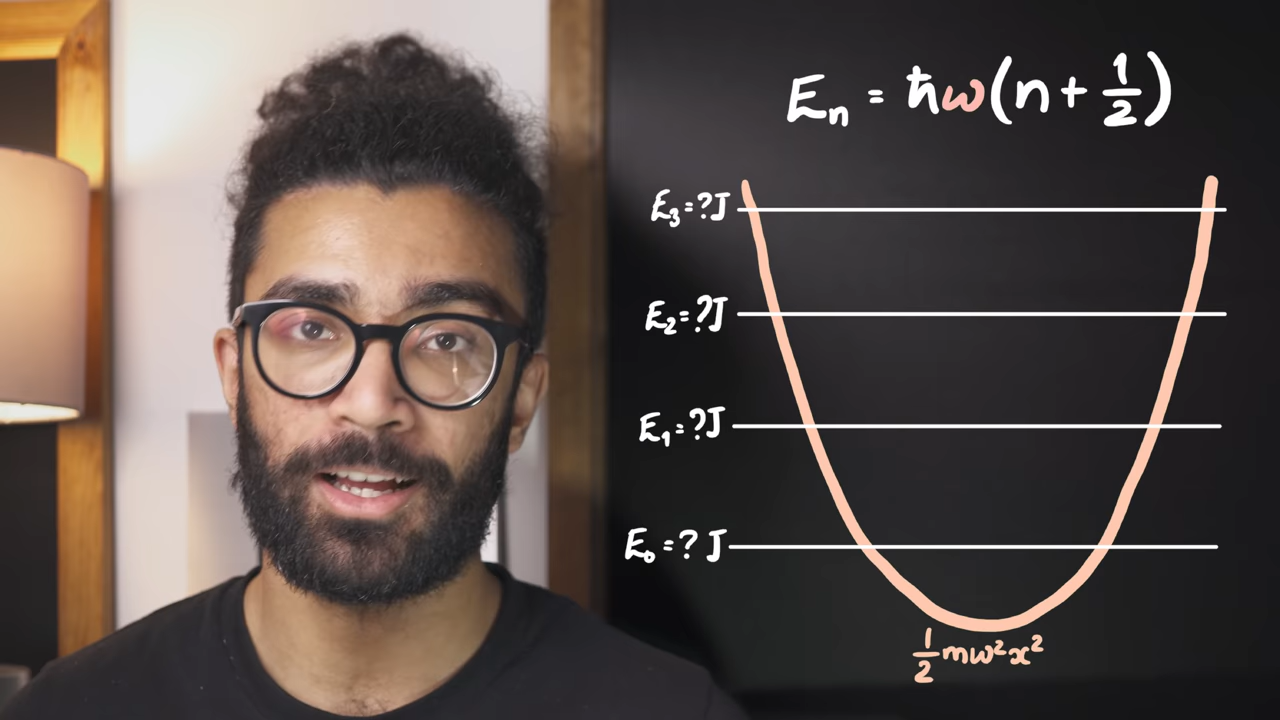 Eₙ = ħω(n + 1/2)
E₃=?J
E₂=?J
E₁=?J
E₀=? J
1/2 mω²x²